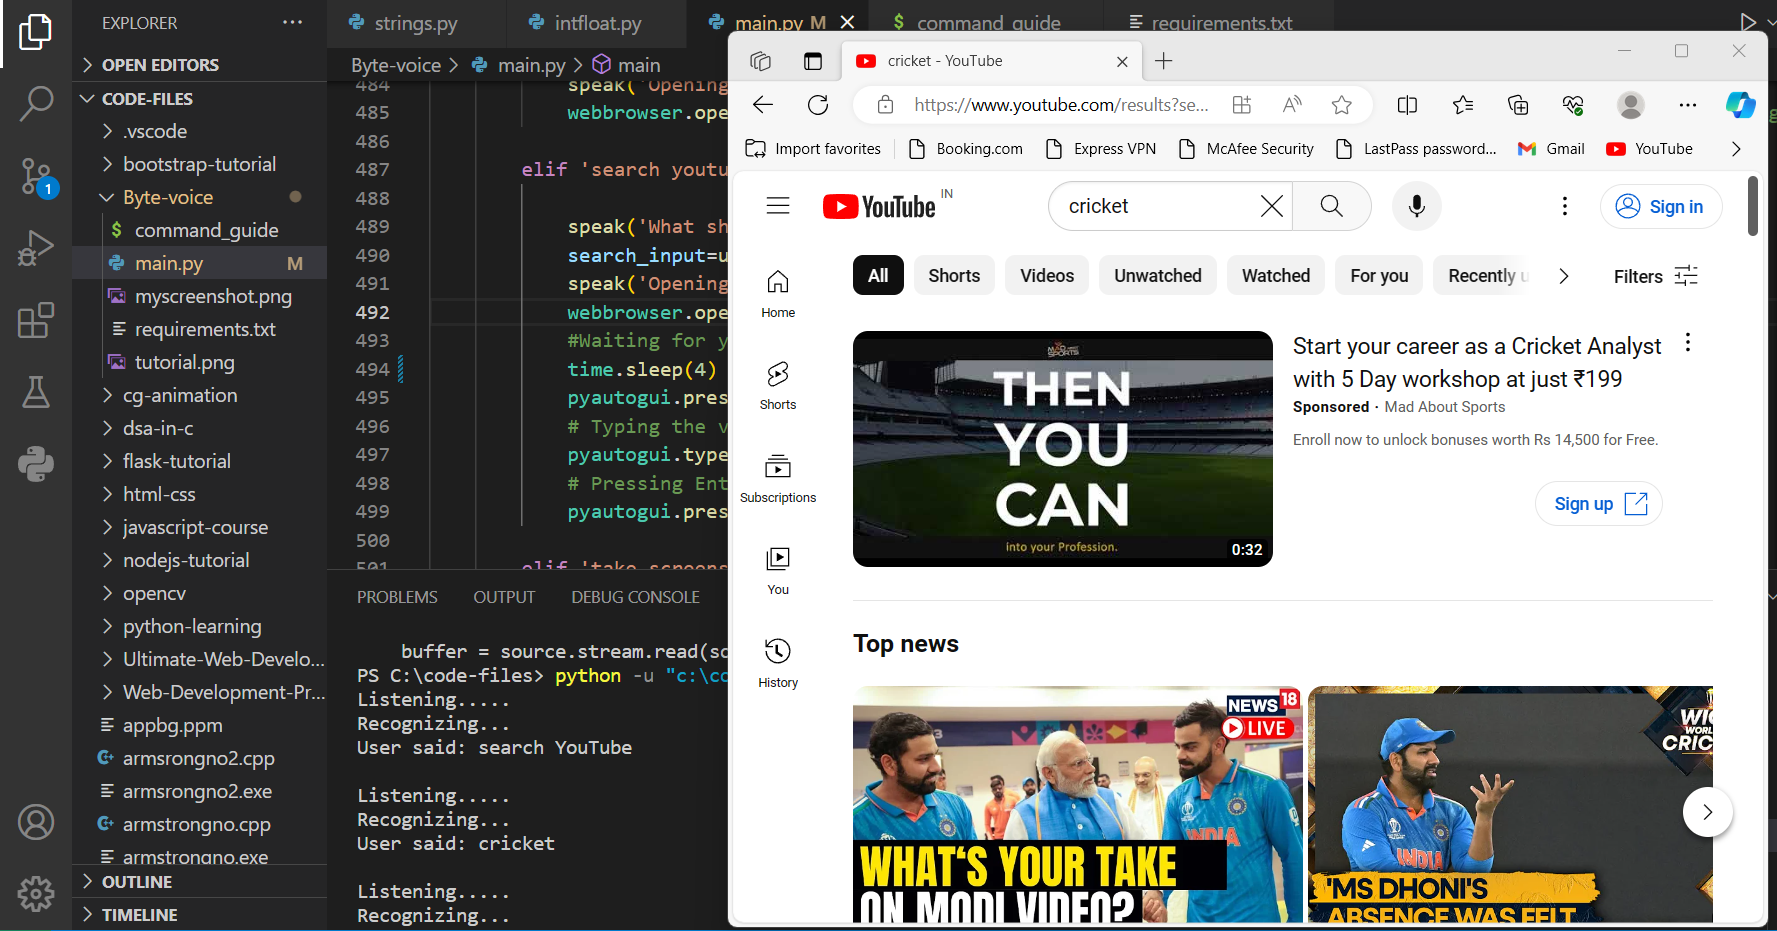 EXPLORER
OPEN EDITORS
CODE-FILES
.vscode
bootstrap-tutorial
Byte-voice
command_guide
main.py M
myscreenshot.png
requirements.txt
tutorial.png
cg-animation
dsa-in-c
flask-tutorial
html-css
javascript-course
nodejs-tutorial
opencv
python-learning
Ultimate-Web-Develo...
Web-Development-Pr...
appbg.ppm
armsrongno2.cpp
armsrongno2.exe
armstrongno.cpp
armstrongno.exe
OUTLINE
TIMELINE
1
strings.py
intfloat.py
main.py M
command_guide
requirements.txt
Byte-voice > main.py > main
484 speak('Opening
485 webbrowser.ope
486
487 elif 'search youtu
488
489 speak('What sh
490 search_input=u
491 speak('Opening
492 webbrowser.ope
493 #Waiting for y
494 time.sleep(4)
495 pyautogui.pres
496 # Typing the v
497 pyautogui.type
498 # Pressing Ent
499 pyautogui.pres
500
501 elif 'take screens
PROBLEMS OUTPUT DEBUG CONSOLE
buffer = source.stream.read(so
PS C:\code-files> python -u "c:\co
Listening.....
Recognizing...
User said: search YouTube
Listening.....
Recognizing...
User said: cricket
Listening.....
Recognizing...
cricket - YouTube
https://www.youtube.com/results?se...
Import favorites
Booking.com
Express VPN
McAfee Security
LastPass password...
Gmail
YouTube
YouTube IN
cricket
Sign in
All
Shorts
Videos
Unwatched
Watched
For you
Recently u
Filters
Home
Shorts
Subscriptions
You
History
THEN
YOU
CAN
into your Profession.
0:32
Start your career as a Cricket Analyst
with 5 Day workshop at just ₹199
Sponsored · Mad About Sports
Enroll now to unlock bonuses worth Rs 14,500 for Free.
Sign up
Top news
NEWS 18
LIVE
INDIA
WHAT'S YOUR TAKE
ON MODI VIDEO?
INDIA
'MS DHONI'S
ABSENCE WAS FELT